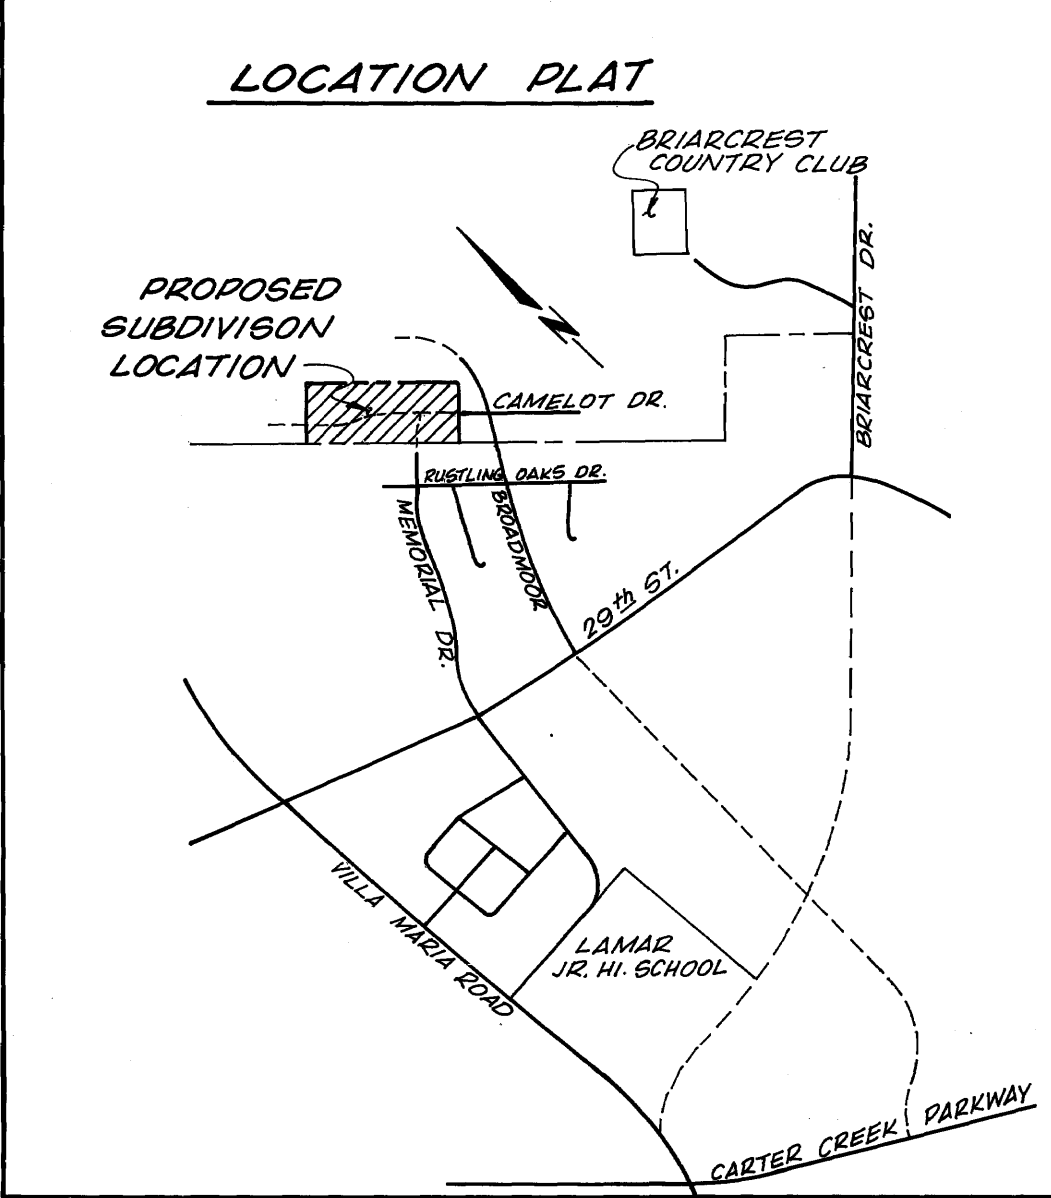 LOCATION PLAT
BRIARCREST
COUNTRY CLUB
BRIARCREST DR.
PROPOSED
SUBDIVISON
LOCATION
CAMELOT DR.
RUSTLING OAKS DR.
MEMORIAL DR.
BROADMOOR
29th ST.
VILLA MARIA ROAD
LAMAR
JR. HI. SCHOOL
CARTER CREEK PARKWAY